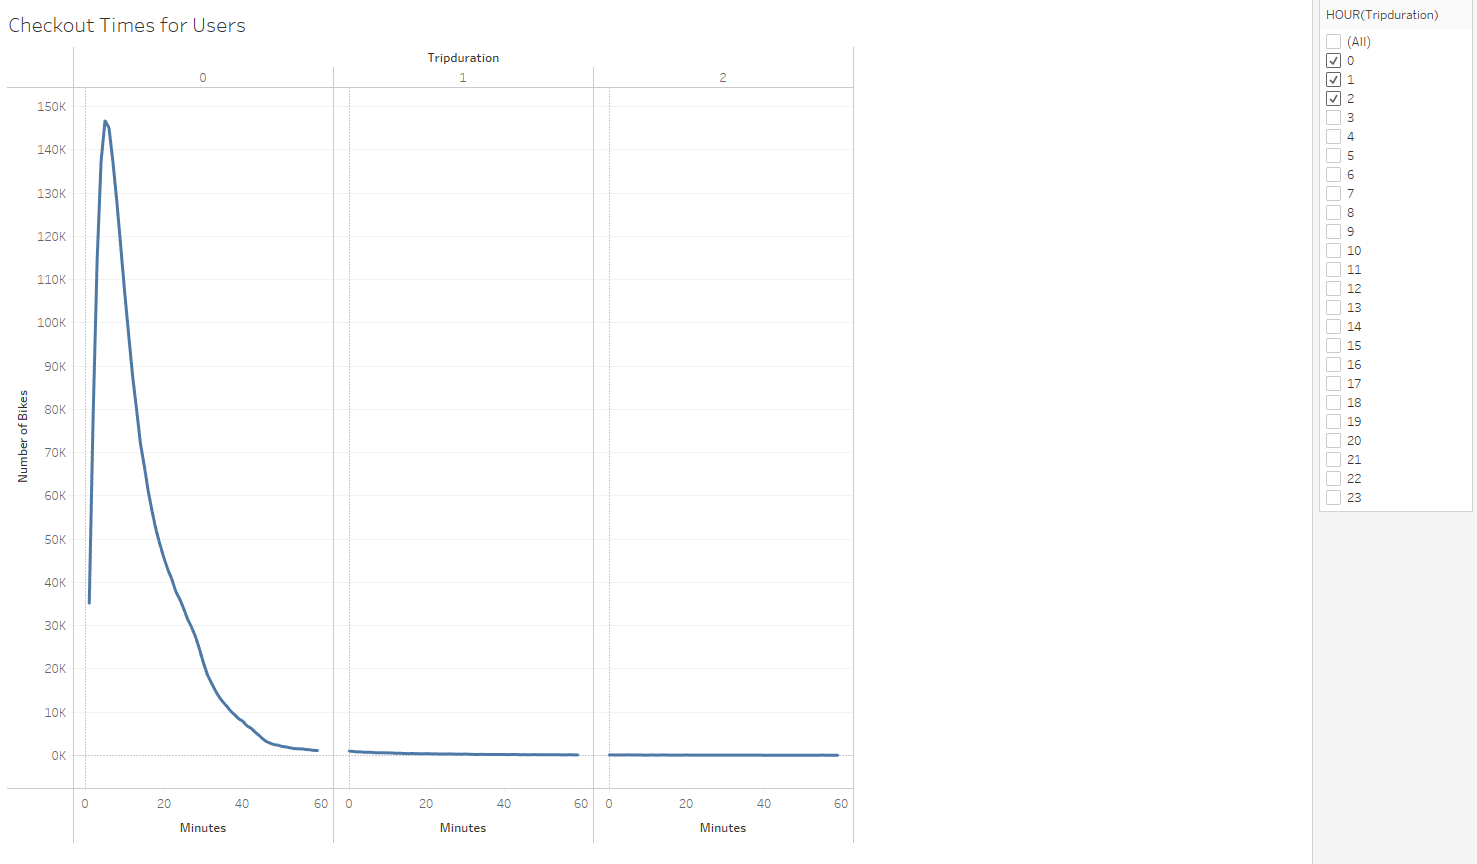 Checkout Times for Users
Tripduration
0 1 2
150K
140K
130K
120K
110K
100K
90K
80K
70K
60K
50K
40K
30K
20K
10K
0K
Number of Bikes
0 20 40 60 0 20 40 60 0 20 40 60
Minutes Minutes Minutes
HOUR(Tripduration)
(All)
0
1
2
3
4
5
6
7
8
9
10
11
12
13
14
15
16
17
18
19
20
21
22
23